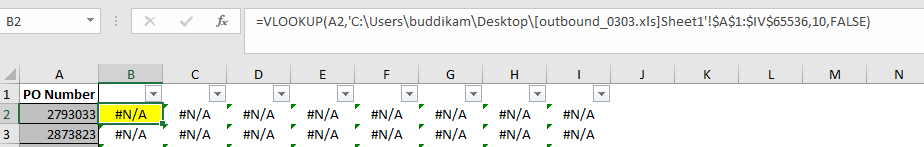 B2 =VLOOKUP(A2,'C:\Users\buddikam\Desktop\[outbound_0303.xls]Sheet1'!$A$1:$IV$65536,10,FALSE)
A B C D E F G H I J K L M N
1 PO Number
2 2793033 #N/A #N/A #N/A #N/A #N/A #N/A #N/A #N/A
3 2873823 #N/A #N/A #N/A #N/A #N/A #N/A #N/A #N/A